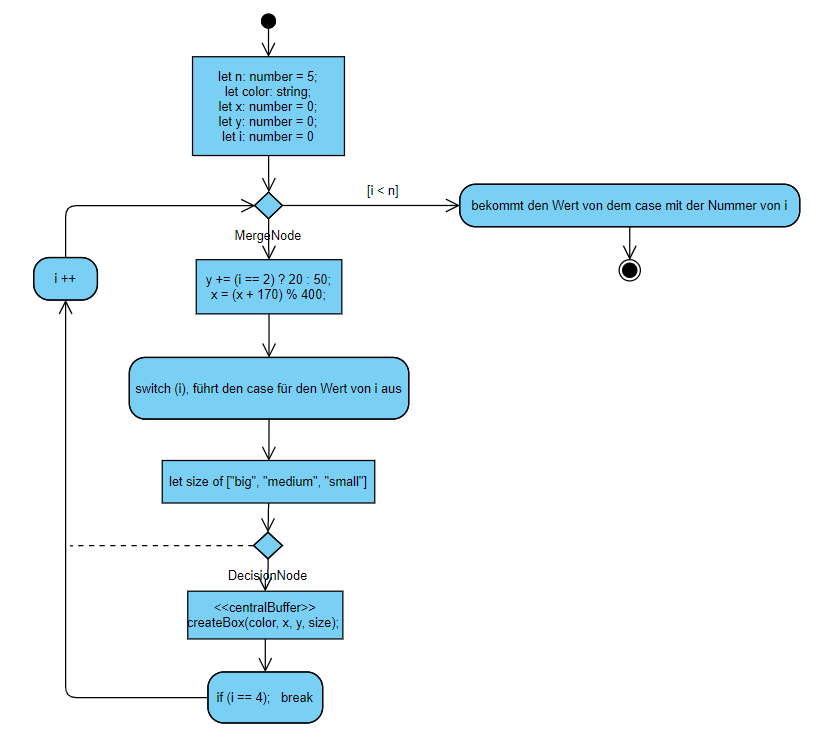 let n: number = 5;
let color: string;
let x: number = 0;
let y: number = 0;
let i: number = 0
[i < n]
bekommt den Wert von dem case mit der Nummer von i
MergeNode
i ++
y += (i == 2) ? 20 : 50;
x = (x + 170) % 400;
switch (i), führt den case für den Wert von i aus
let size of ["big", "medium", "small"]
DecisionNode
<<centralBuffer>>
createBox(color, x, y, size);
if (i == 4);   break